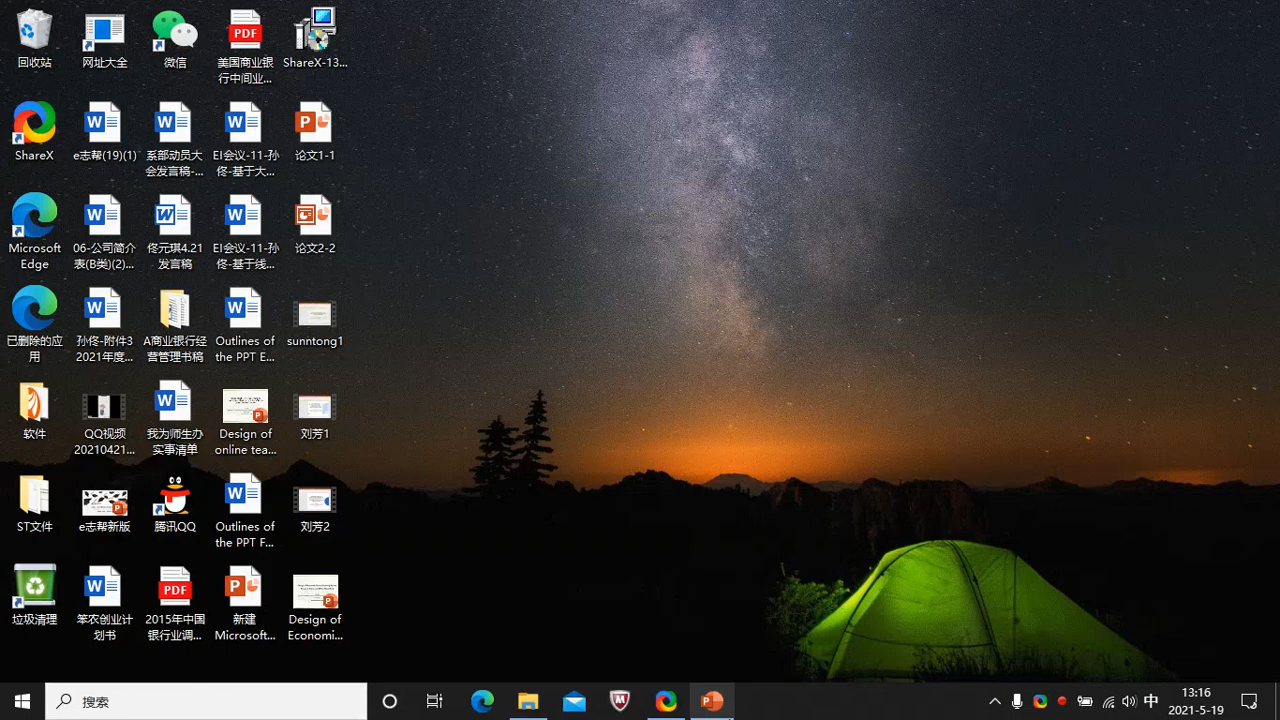 回收站
网址大全
微信
PDF
美国商业银
行中间业...
ShareX-13...
ShareX
e志帮(19)(1)
系部动员大
会发言稿-...
EI会议-11-孙
佟-基于大...
论文1-1
Microsoft
Edge
06-公司简介
表(B类)(2)...
佟元琪4.21
发言稿
EI会议-11-孙
佟-基于线...
论文2-2
已删除的应
用
孙佟-附件3
2021年度...
A商业银行经
营管理书稿
Outlines of
the PPT E...
sunntong1
软件
QQ视频
20210421...
我为师生办
实事清单
Design of
online tea...
刘芳1
ST文件
e志帮新版
腾讯QQ
Outlines of
the PPT F...
刘芳2
垃圾清理
笨农创业计
划书
PDF
2015年中国
银行业调...
新建
Microsoft...
Design of
Economi...
搜索
中
13:16
2021-5-19